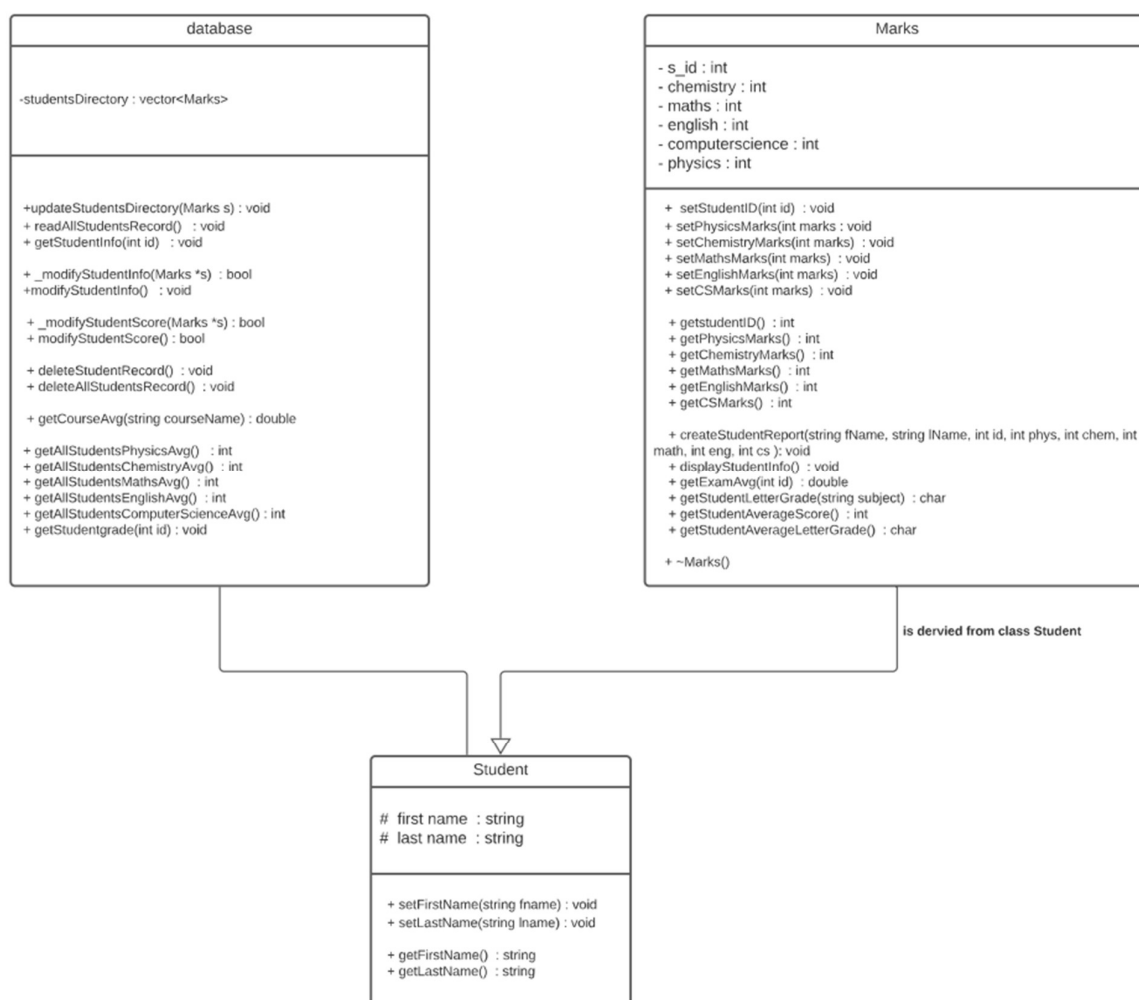 database
-studentsDirectory : vector<Marks>
+updateStudentsDirectory(Marks s) : void
+ readAllStudentsRecord() : void
+ getStudentInfo(int id) : void
+ _modifyStudentInfo(Marks *s) : bool
+modifyStudentInfo() : void
+ _modifyStudentScore(Marks *s) : bool
+ modifyStudentScore() : bool
+ deleteStudentRecord() : void
+ deleteAllStudentsRecord() : void
+ getCourseAvg(string courseName) : double
+ getAllStudentsPhysicsAvg() : int
+ getAllStudentsChemistryAvg() : int
+ getAllStudentsMathsAvg() : int
+ getAllStudentsEnglishAvg() : int
+ getAllStudentsComputerScienceAvg() : int
+ getStudentgrade(int id) : void
Marks
- s_id : int
- chemistry : int
- maths : int
- english : int
- computerscience : int
- physics : int
+ setStudentID(int id) : void
+ setPhysicsMarks(int marks : void
+ setChemistryMarks(int marks) : void
+ setMathsMarks(int marks) : void
+ setEnglishMarks(int marks) : void
+ setCSMarks(int marks) : void
+ getstudentID() : int
+ getPhysicsMarks() : int
+ getChemistryMarks() : int
+ getMathsMarks() : int
+ getEnglishMarks() : int
+ getCSMarks() : int
+ createStudentReport(string fName, string lName, int id, int phys, int chem, int
math, int eng, int cs ): void
+ displayStudentInfo() : void
+ getExamAvg(int id) : double
+ getStudentLetterGrade(string subject) : char
+ getStudentAverageScore() : int
+ getStudentAverageLetterGrade() : char
+ ~Marks()
is dervied from class Student
Student
# first name : string
# last name : string
+ setFirstName(string fname) : void
+ setLastName(string lname) : void
+ getFirstName() : string
+ getLastName() : string